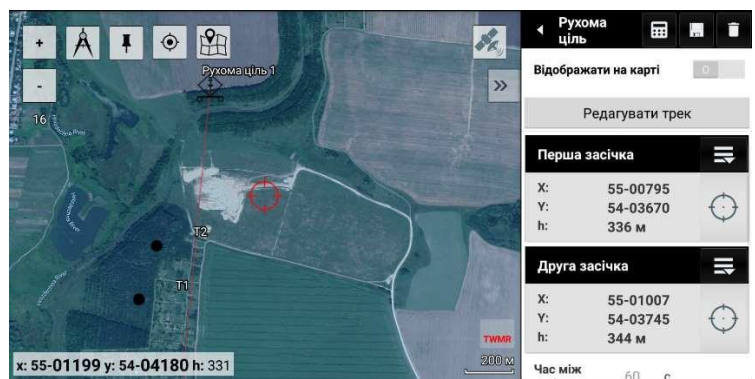 +
-
16
Рухома ціль 1
»
T2
T1
TWMR
200 м
x: 55-01199 y: 54-04180 h: 331
Рухома
ціль
Відображати на карті
O
Редагувати трек
Перша засічка
X: 55-00795
Y: 54-03670
h: 336 м
Друга засічка
X: 55-01007
Y: 54-03745
h: 344 м
Час між
60 с